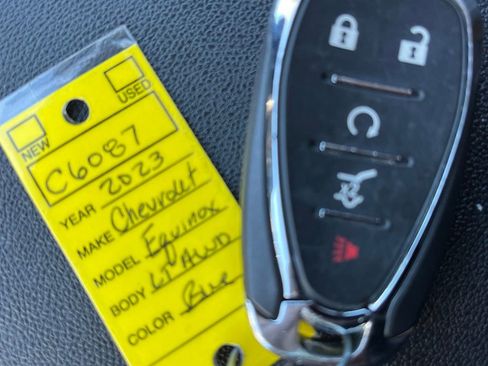 NEW USED
C6087
YEAR 2023
MAKE Chevrolet
MODEL Equinox
BODY LT AWD
COLOR Blue